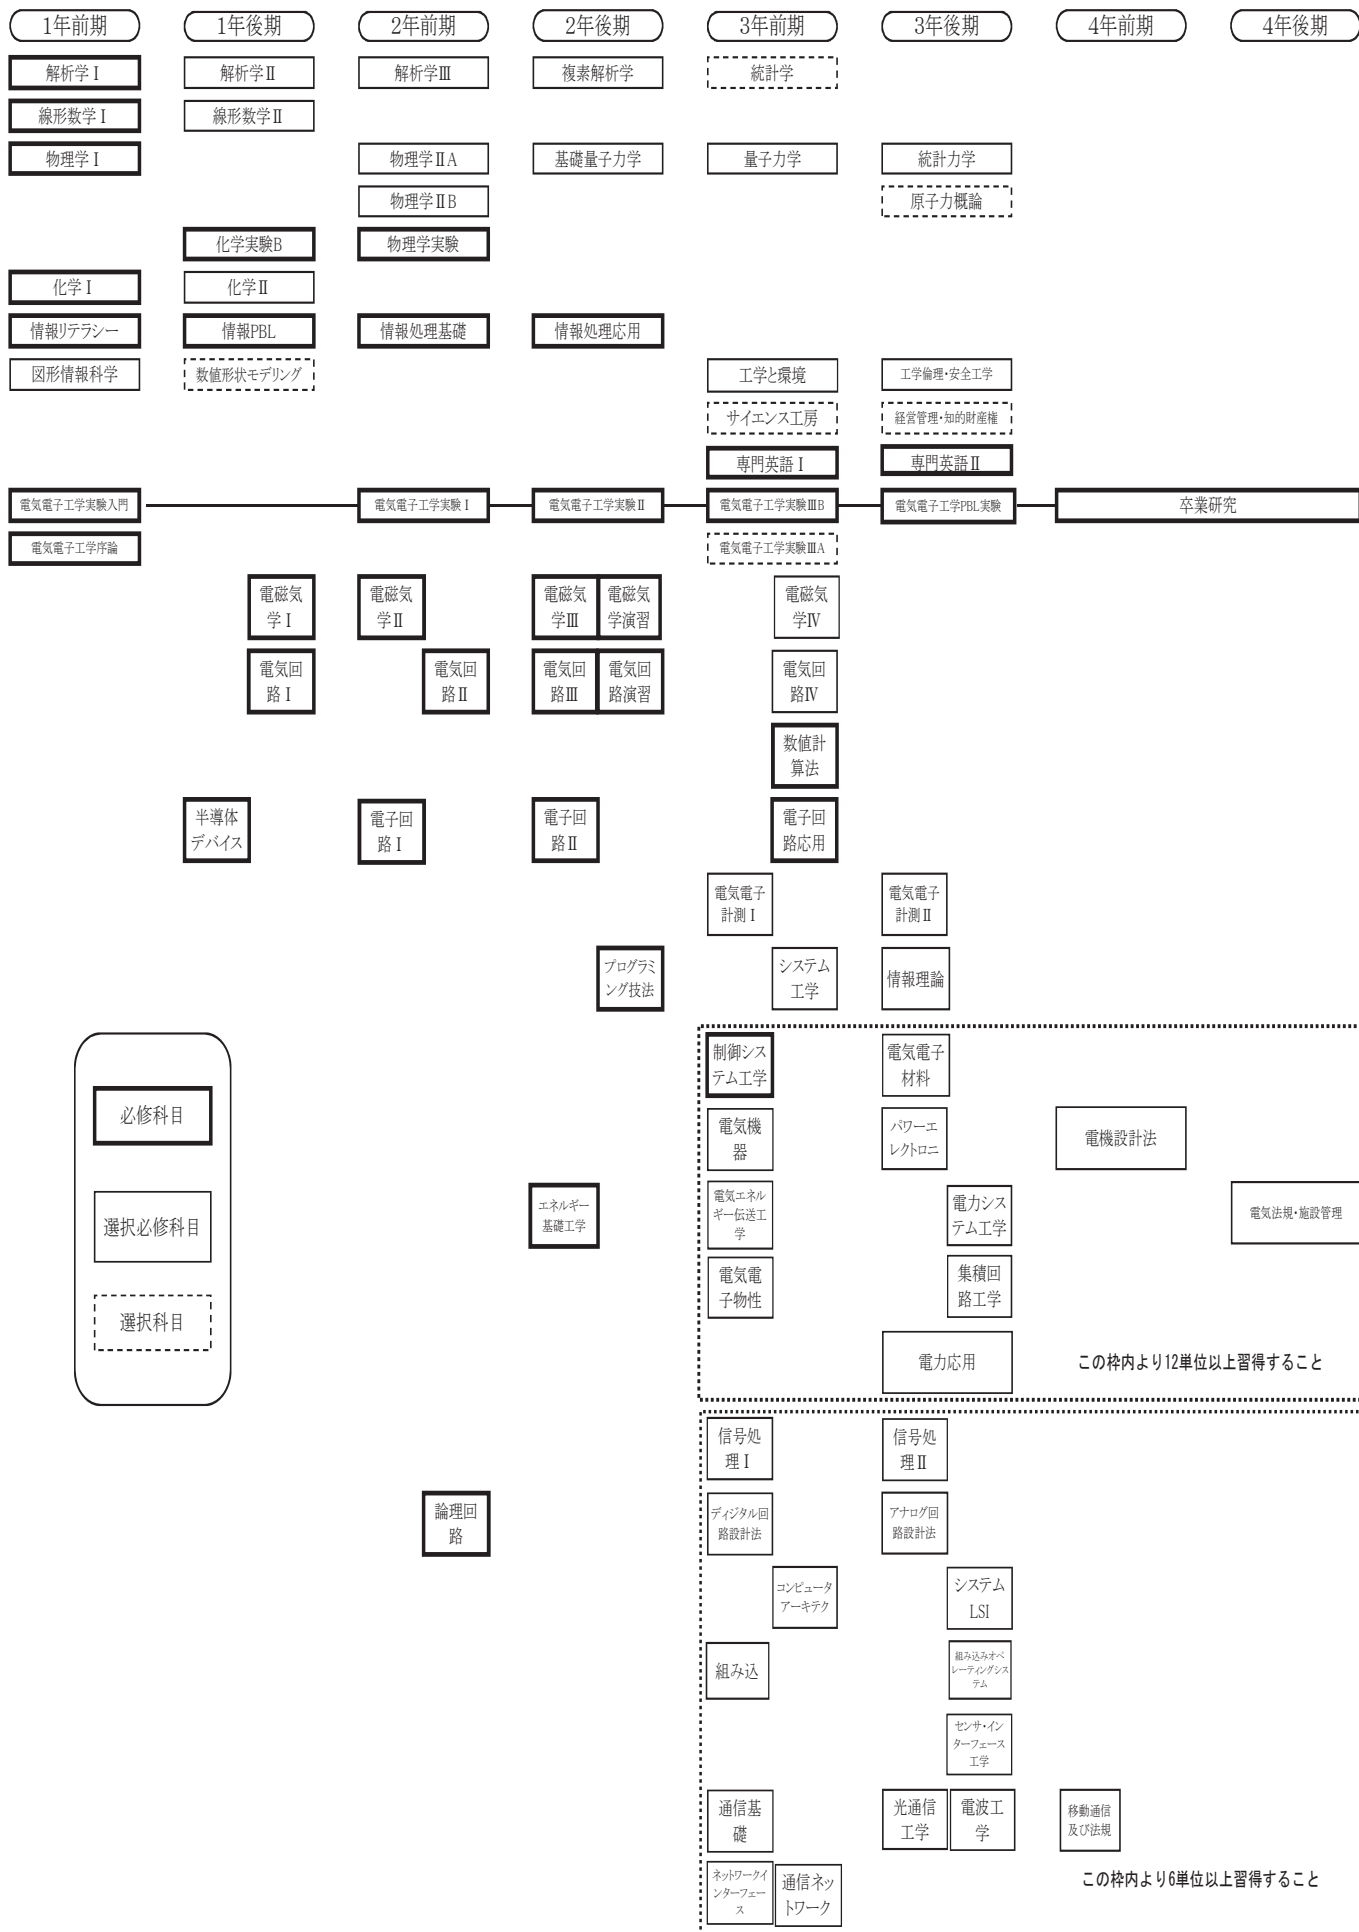 1年前期
1年後期
2年前期
2年後期
3年前期
3年後期
4年前期
4年後期
解析学Ⅰ
解析学Ⅱ
解析学Ⅲ
複素解析学
統計学
線形数学Ⅰ
線形数学Ⅱ
物理学Ⅰ
物理学ⅡA
基礎量子力学
量子力学
統計力学
物理学ⅡB
原子力概論
化学実験B
物理学実験
化学Ⅰ
化学Ⅱ
情報リテラシー
情報PBL
情報処理基礎
情報処理応用
図形情報科学
数値形状モデリング
工学と環境
工学倫理・安全工学
サイエンス工房
経営管理・知的財産権
専門英語Ⅰ
専門英語Ⅱ
電気電子工学実験入門
電気電子工学実験Ⅰ
電気電子工学実験Ⅱ
電気電子工学実験ⅢB
電気電子工学PBL実験
卒業研究
電気電子工学序論
電気電子工学実験ⅢA
電磁気
学Ⅰ
電磁気
学Ⅱ
電磁気
学Ⅲ
電磁気
学演習
電磁気
学Ⅳ
電気回
路Ⅰ
電気回
路Ⅱ
電気回
路Ⅲ
電気回
路演習
電気回
路Ⅳ
数値計
算法
半導体
デバイス
電子回
路Ⅰ
電子回
路Ⅱ
電子回
路応用
電気電子
計測Ⅰ
電気電子
計測Ⅱ
プログラミ
ング技法
システム
工学
情報理論
必修科目
選択必修科目
選択科目
制御シス
テム工学
電気電子
材料
電気機
器
パワーエ
レクトロニ
電機設計法
エネルギー
基礎工学
電気エネル
ギー伝送工
学
電力シス
テム工学
電気法規・施設管理
電気電
子物性
集積回
路工学
電力応用
この枠内より12単位以上習得すること
信号処
理Ⅰ
信号処
理Ⅱ
論理回
路
ディジタル回
路設計法
アナログ回
路設計法
コンピュータ
アーキテク
システム
LSI
組み込
組み込みオペ
レーティングシス
テム
センサ・イン
ターフェース
工学
通信基
礎
光通信
工学
電波工
学
移動通信
及び法規
ネットワークイ
ンターフェー
ス
通信ネッ
トワーク
この枠内より6単位以上習得すること